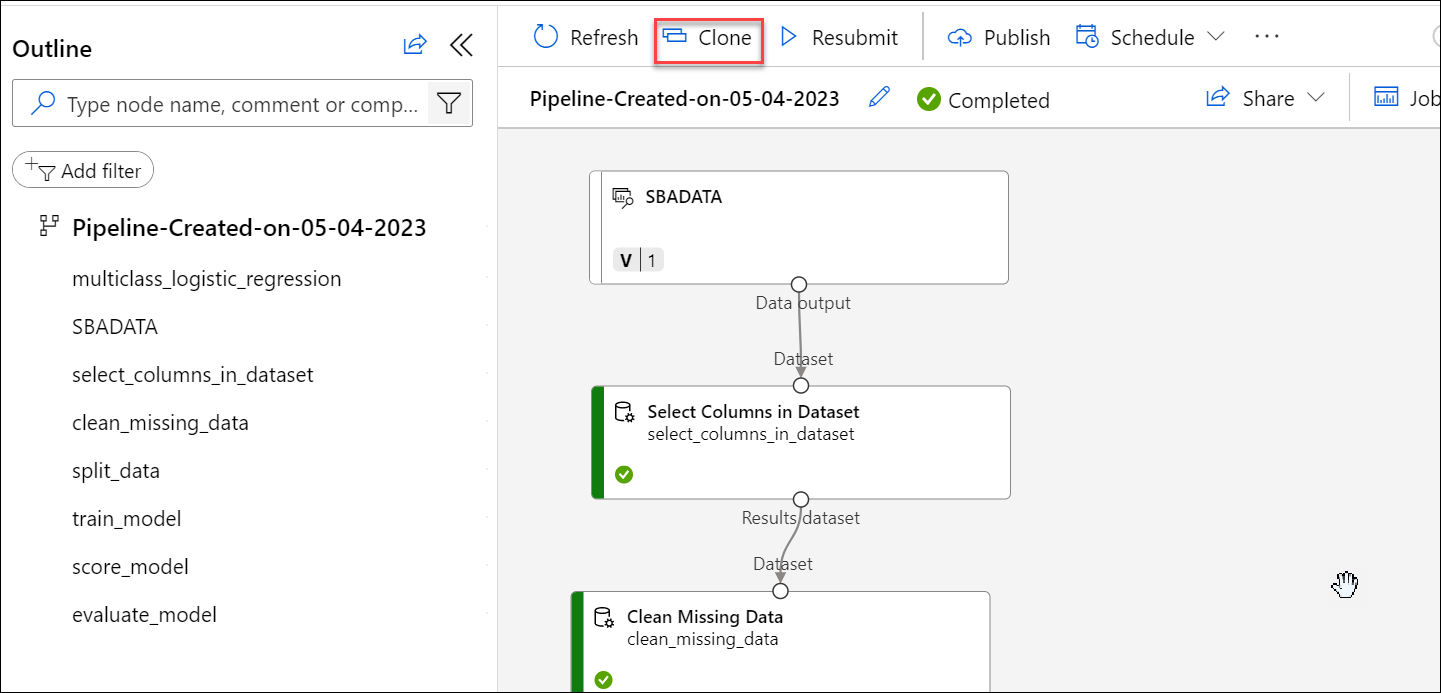 Outline
Type node name, comment or comp...
Add filter
Pipeline-Created-on-05-04-2023
multiclass_logistic_regression
SBADATA
select_columns_in_dataset
clean_missing_data
split_data
train_model
score_model
evaluate_model
Refresh Clone Resubmit Publish Schedule ...
Pipeline-Created-on-05-04-2023 Completed Share Job
SBADATA
V 1
Data output
Dataset
Select Columns in Dataset
select_columns_in_dataset
Results dataset
Dataset
Clean Missing Data
clean_missing_data